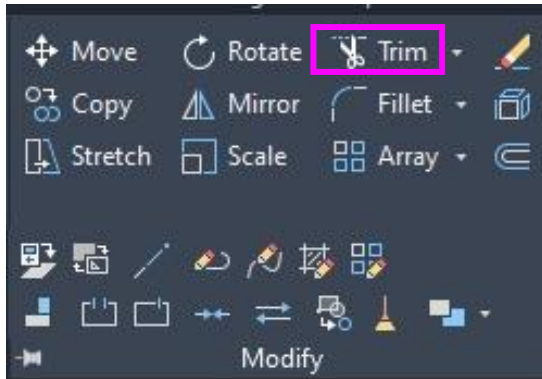 Move Rotate Trim
Copy Mirror Fillet
Stretch Scale Array
Modify